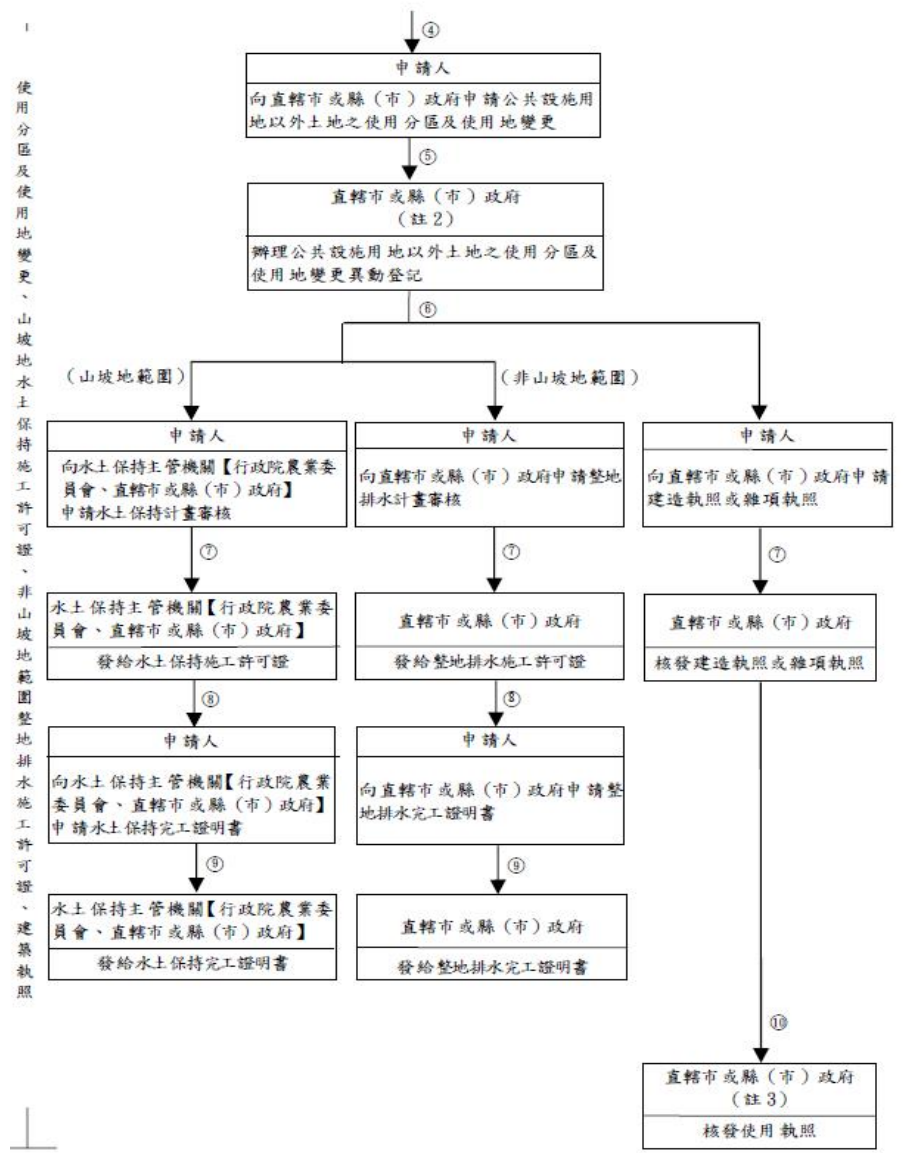 ④
申請人
向直轄市或縣（市）政府申請公共設施用
地以外土地之使用分區及使用地變更
⑤
直轄市或縣（市）政府
（註2）
辦理公共設施用地以外土地之使用分區及
使用地變更異動登記
⑥
（山坡地範圍）
（非山坡地範圍）
申請人
向水土保持主管機關【行政院農業委
員會、直轄市或縣（市）政府】
申請水土保持計畫審核
申請人
向直轄市或縣（市）政府申請整地
排水計畫審核
申請人
向直轄市或縣（市）政府申請
建造執照或雜項執照
⑦
⑦
⑦
水土保持主管機關【行政院農業委
員會、直轄市或縣（市）政府】
發給水土保持施工許可證
直轄市或縣（市）政府
發給整地排水施工許可證
直轄市或縣（市）政府
核發建造執照或雜項執照
⑧
⑧
申請人
向水土保持主管機關【行政院農業
委員會、直轄市或縣（市）政府】
申請水土保持完工證明書
申請人
向直轄市或縣（市）政府申請整
地排水完工證明書
⑨
⑨
水土保持主管機關【行政院農業委
員會、直轄市或縣（市）政府】
發給水土保持完工證明書
直轄市或縣（市）政府
發給整地排水完工證明書
⑩
直轄市或縣（市）政府
（註3）
核發使用執照
使用分區及使用地變更、山坡地水土保持施工許可證、非山坡地範圍整地排水施工許可證、建築執照